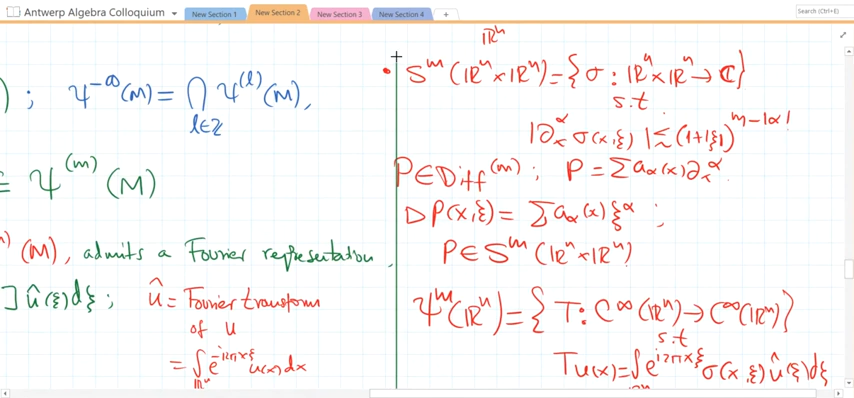 Antwerp Algebra Colloquium
New Section 1 New Section 2 New Section 3 New Section 4 +
Search (Ctrl+E)
) ; Ψ^{-∞}(M) = ⋂_{l∈ℤ} Ψ^{(l)}(M),
= Ψ^{(m)}(M)
(M), admits a Fourier representation
] û(ξ)dξ ; û = Fourier transform
of u
= ∫_{ℝⁿ} e^{-i2πxξ} u(x)dx
ℝⁿ
• S^m(ℝⁿ×ℝⁿ) = { σ : ℝⁿ×ℝⁿ → ℂ}
s.t
|∂_x^α σ(x,ξ)| ≲ (1+|ξ|)^{m-|α|}
P∈Diff^{(m)} ; P = Σ a_α(x)∂_x^α
▷ P(x,ξ) = Σ a_α(x) ξ^α ;
P∈S^m(ℝⁿ×ℝⁿ)
Ψ^m(ℝⁿ) = { T : C^∞(ℝⁿ) → C^∞(ℝⁿ)}
s.t
Tu(x) = ∫ e^{i2πxξ} σ(x,ξ) û(ξ)dξ